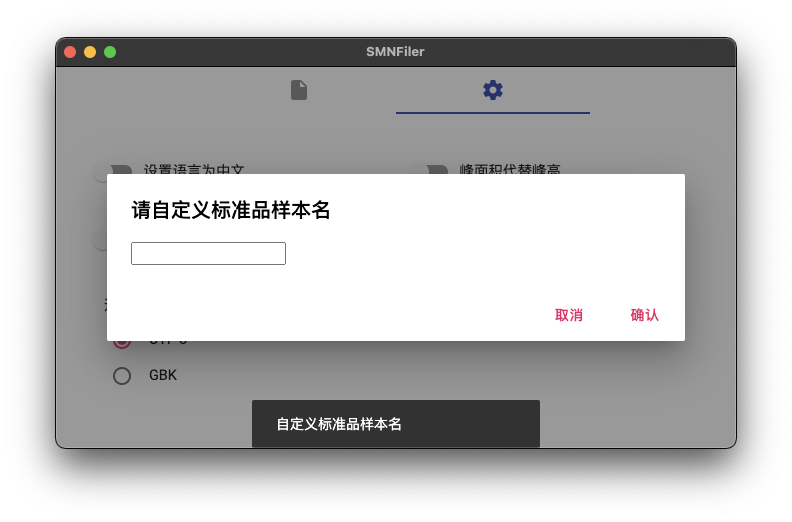 SMNFiler
设置语言为中文
峰面积代替峰高
请自定义标准品样本名
取消
确认
GBK
自定义标准品样本名